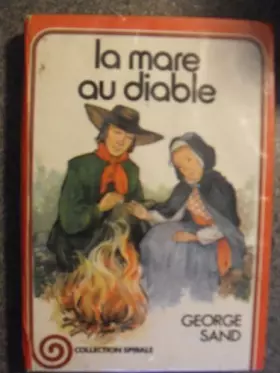 la mare
au diable
GEORGE
SAND
COLLECTION SPIRALE